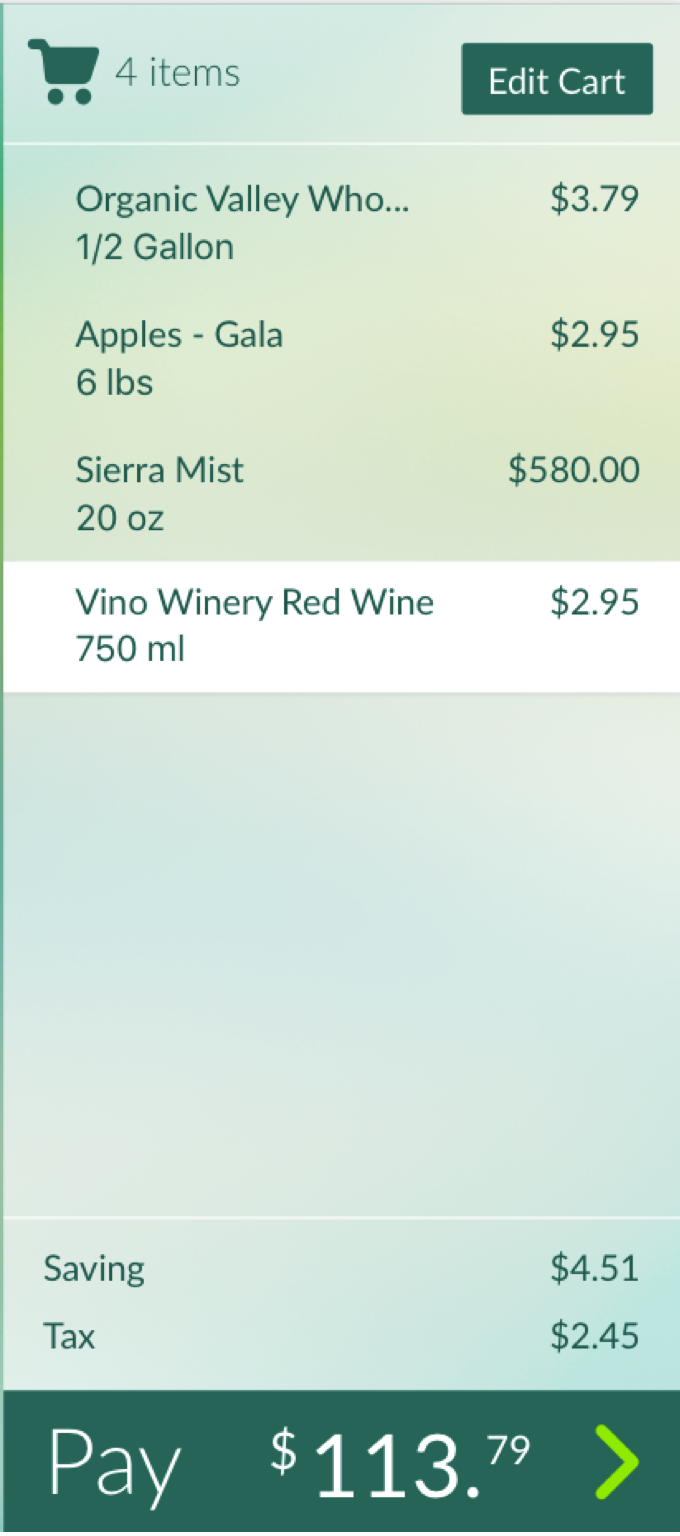 4 items
Edit Cart
Organic Valley Who... $3.79
1/2 Gallon
Apples - Gala $2.95
6 lbs
Sierra Mist $580.00
20 oz
Vino Winery Red Wine $2.95
750 ml
Saving $4.51
Tax $2.45
Pay $113.79